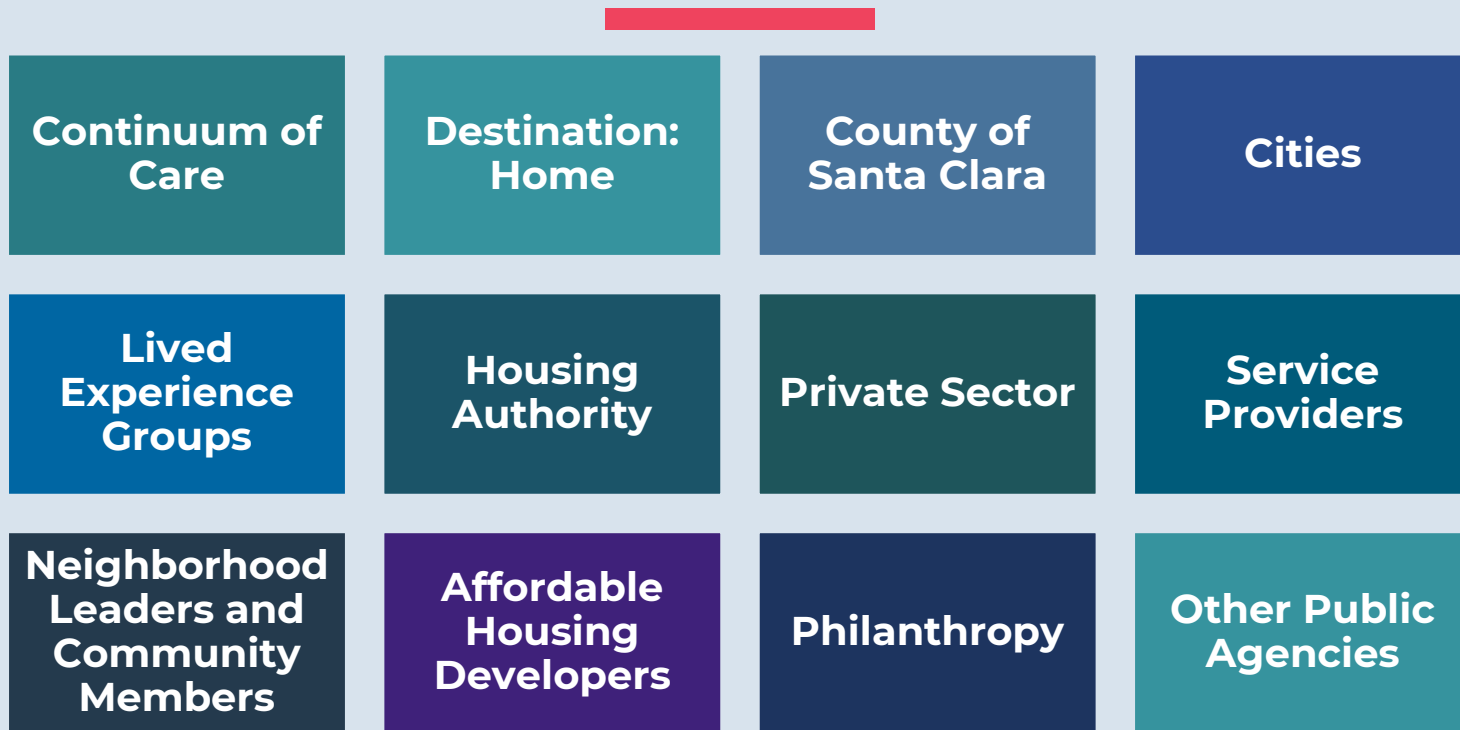 Continuum of
Care
Destination:
Home
County of
Santa Clara
Cities
Lived
Experience
Groups
Housing
Authority
Private Sector
Service
Providers
Neighborhood
Leaders and
Community
Members
Affordable
Housing
Developers
Philanthropy
Other Public
Agencies